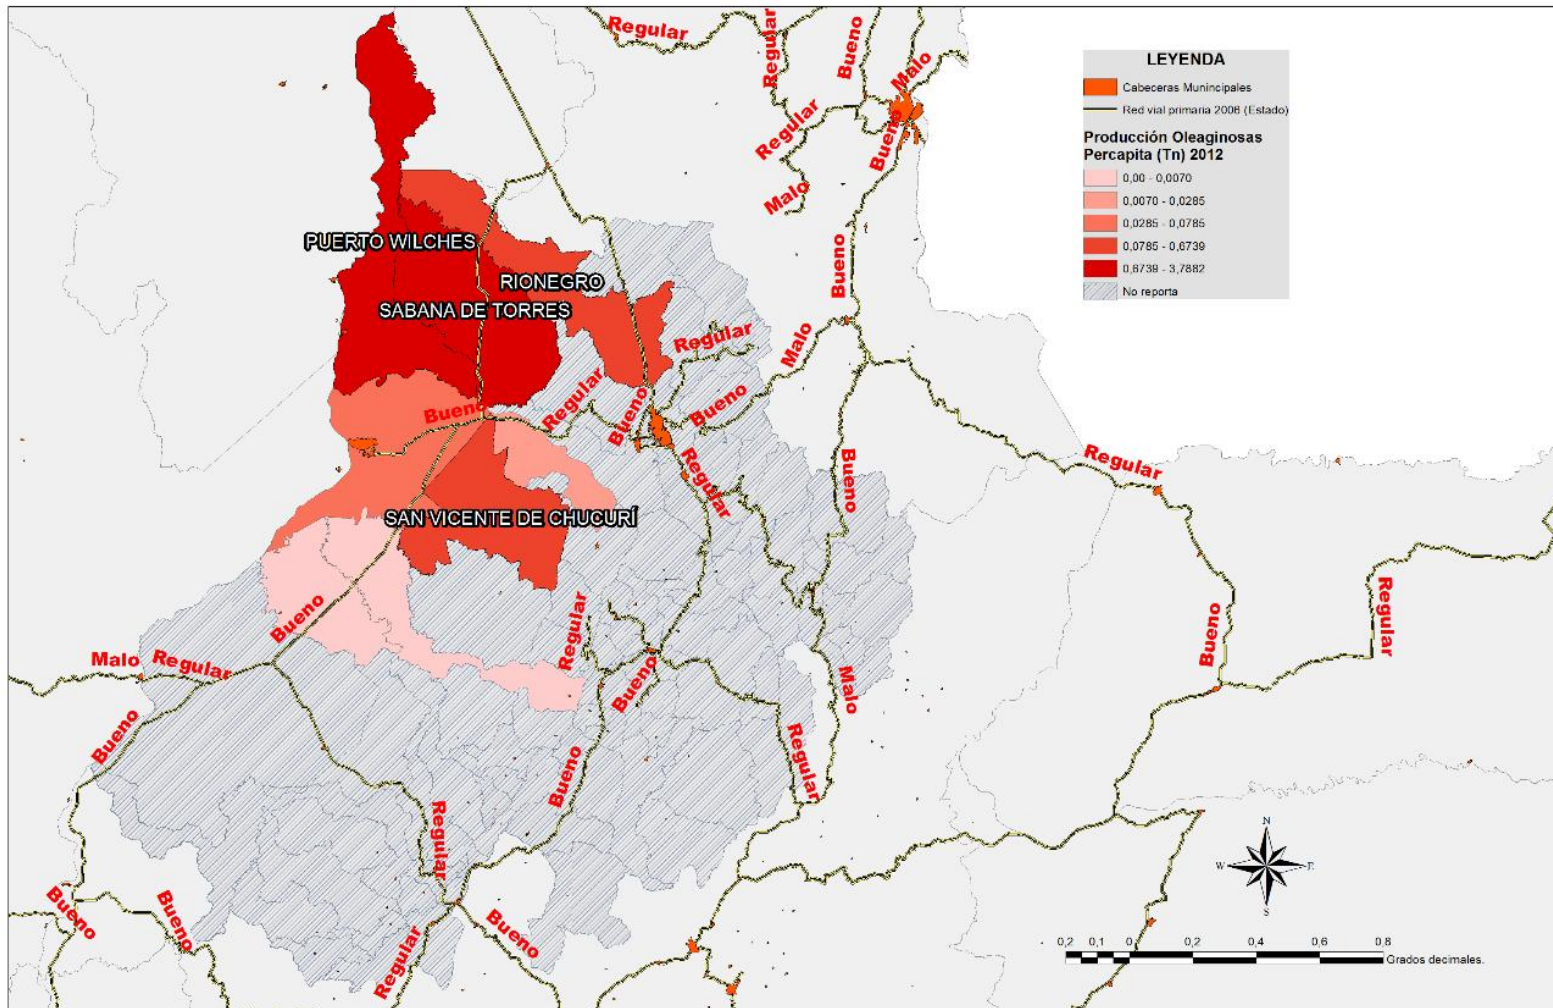 Regular
Regular
Bueno
Malo
LEYENDA
Cabeceras Munincipales
Red vial primaria 2006 (Estado)
Producción Oleaginosas
Percapita (Tn) 2012
0,00 - 0,0070
0,0070 - 0,0285
0,0285 - 0,0785
0,0785 - 0,6739
0,6739 - 3,7882
No reporta
Regular
Bueno
Malo
PUERTO WILCHES
RIONEGRO
SABANA DE TORRES
Bueno
Malo
Regular
Regular
Bueno
Bueno
Bueno
Regular
Bueno
Regular
Regular
SAN VICENTE DE CHUCURÍ
Bueno
Regular
Bueno
Regular
Malo
Regular
Bueno
Malo
Bueno
Bueno
Bueno
Regular
Regular
N
W
E
S
Bueno
Bueno
Regular
Bueno
0,2 0,1 0 0,2 0,4 0,6 0,8
Grados decimales.